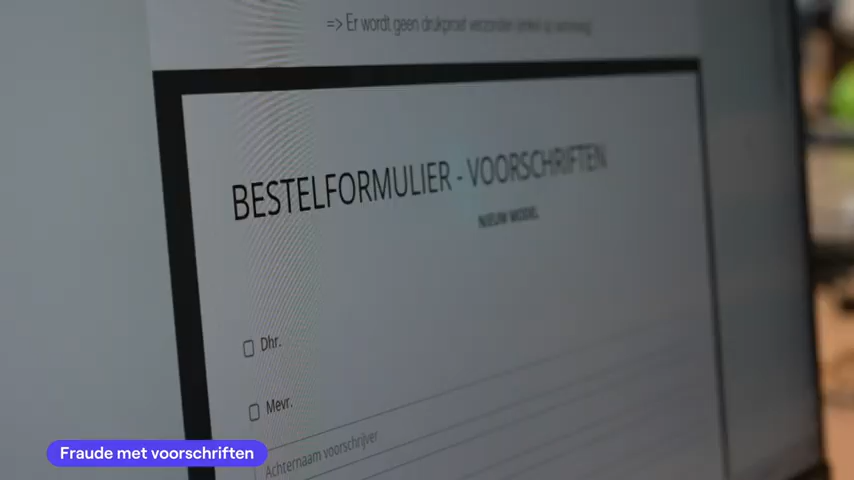 => Er wordt geen drukproef verzonden (enkel op aanvraag)
BESTELFORMULIER - VOORSCHRIFTEN
NIEUW MODEL
Dhr.
Mevr.
Achternaam voorschrijver
Fraude met voorschriften